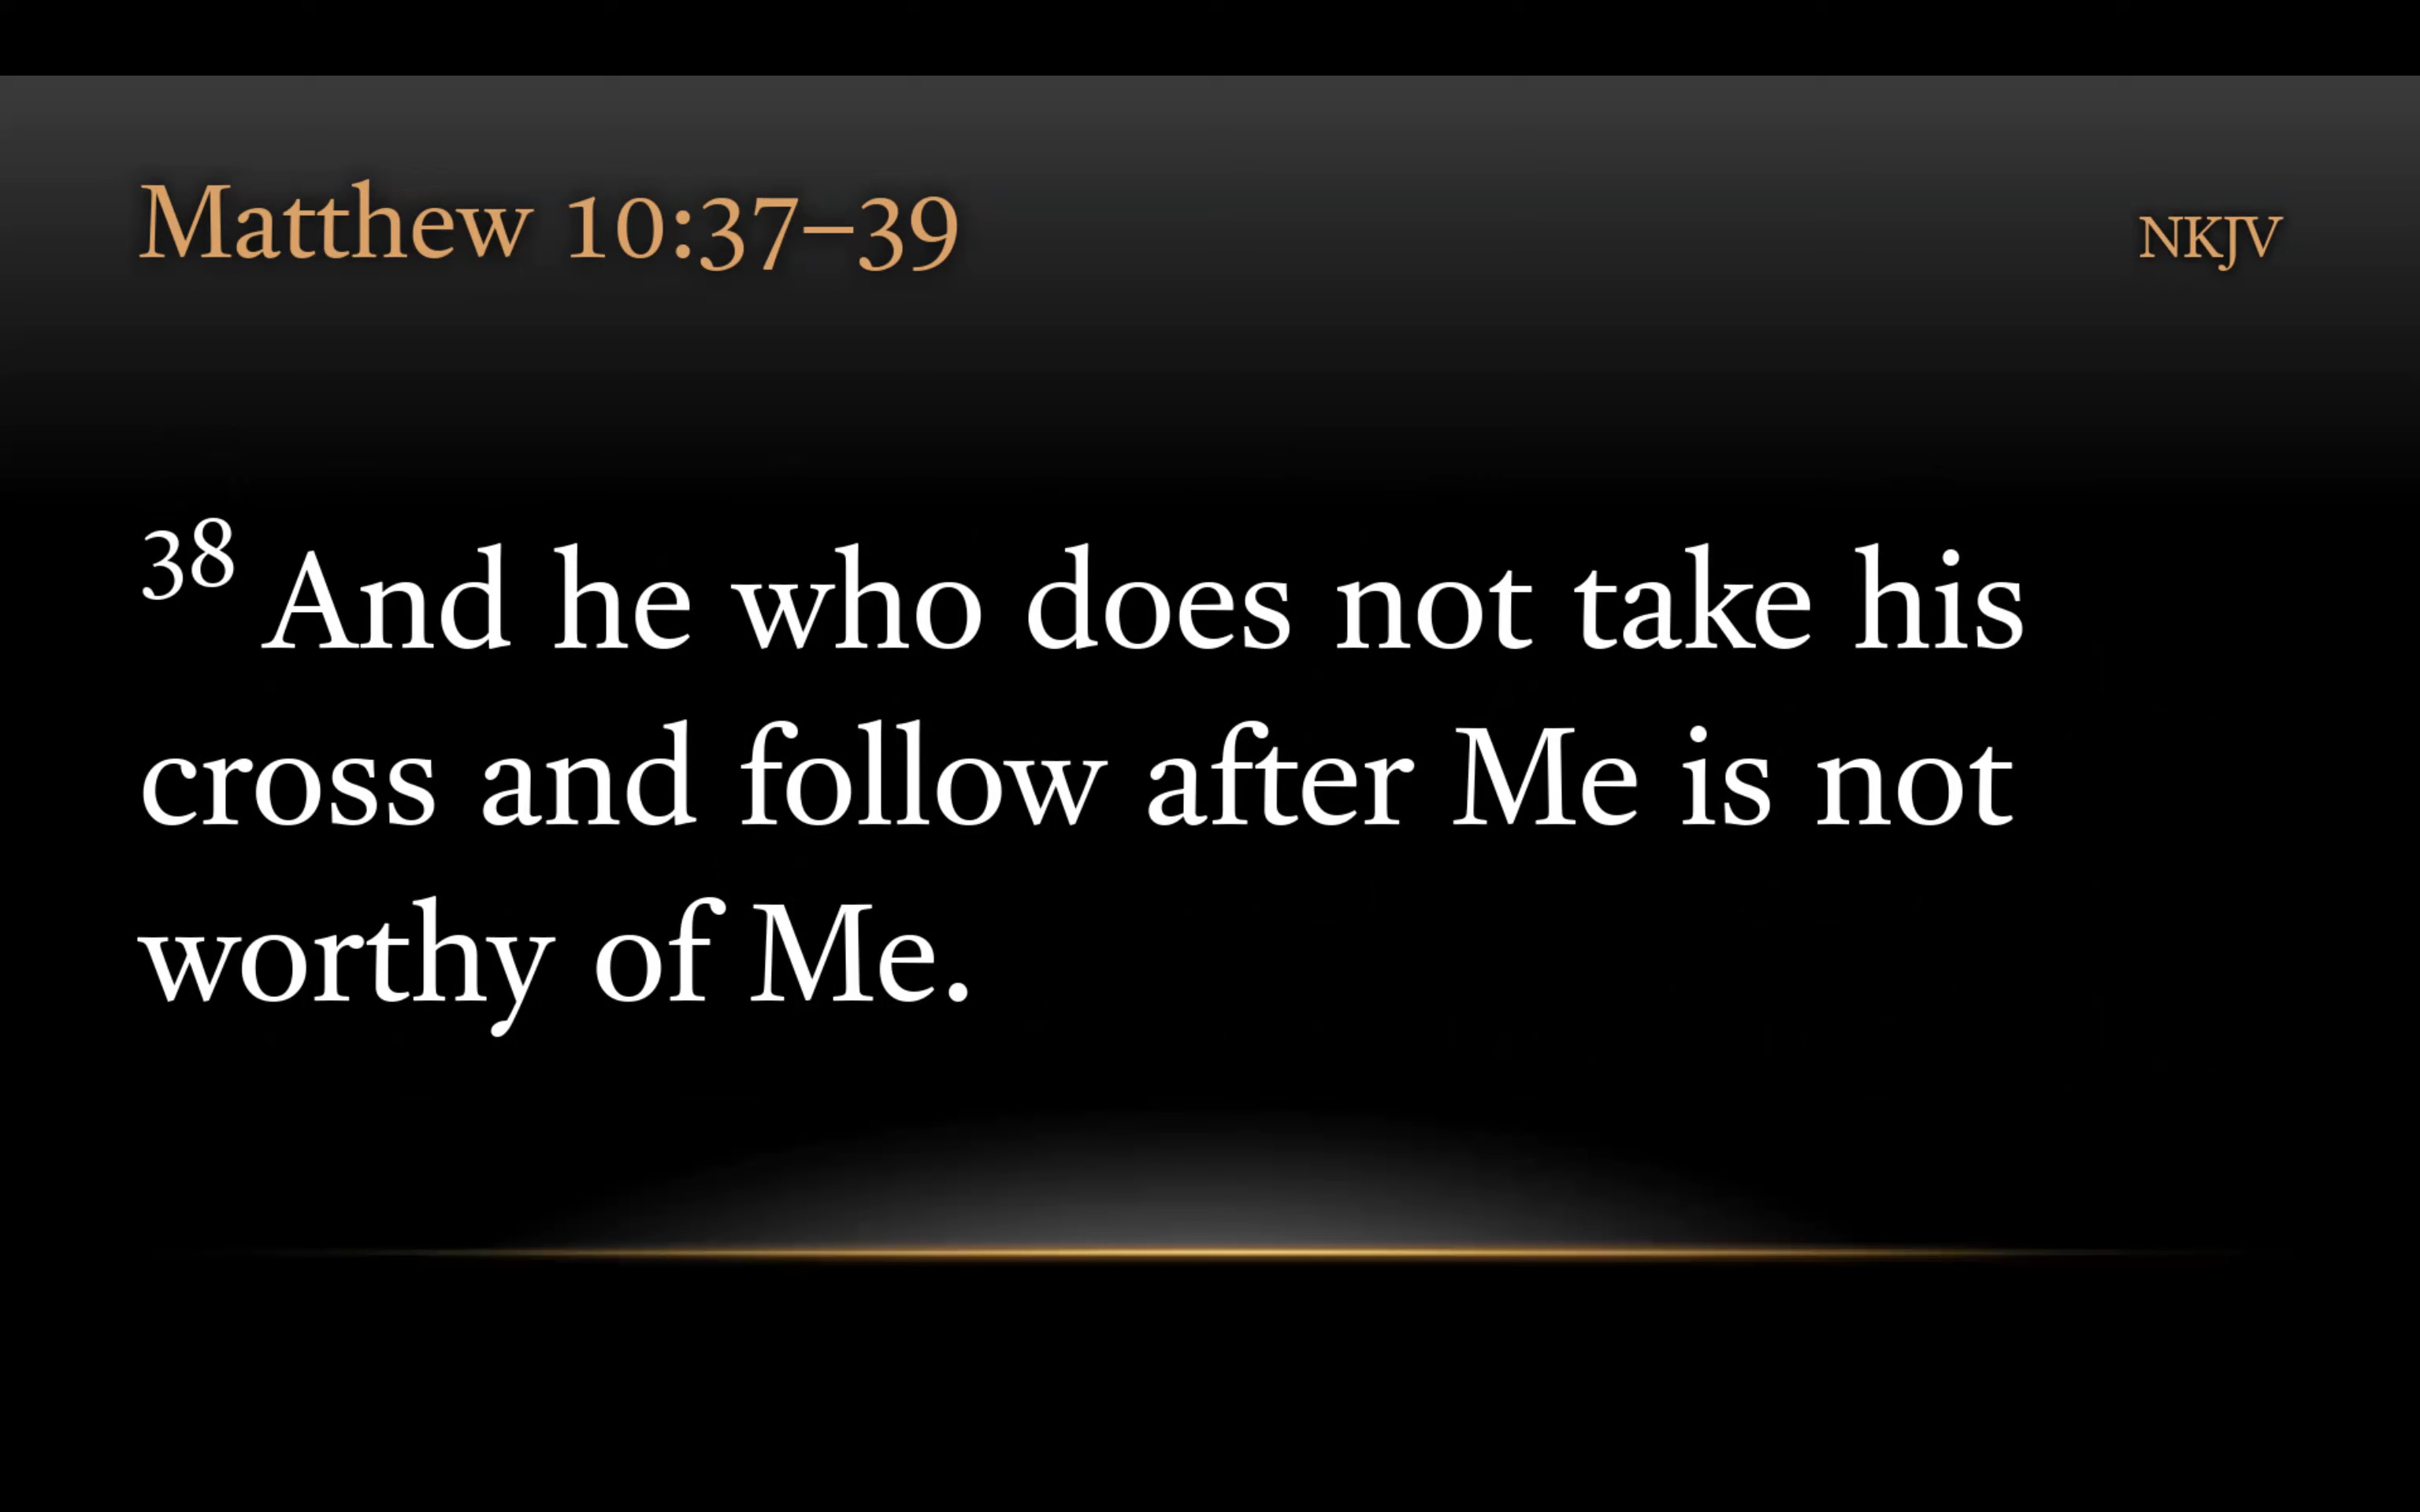 Matthew 10:37–39
NKJV
38 And he who does not take his
cross and follow after Me is not
worthy of Me.